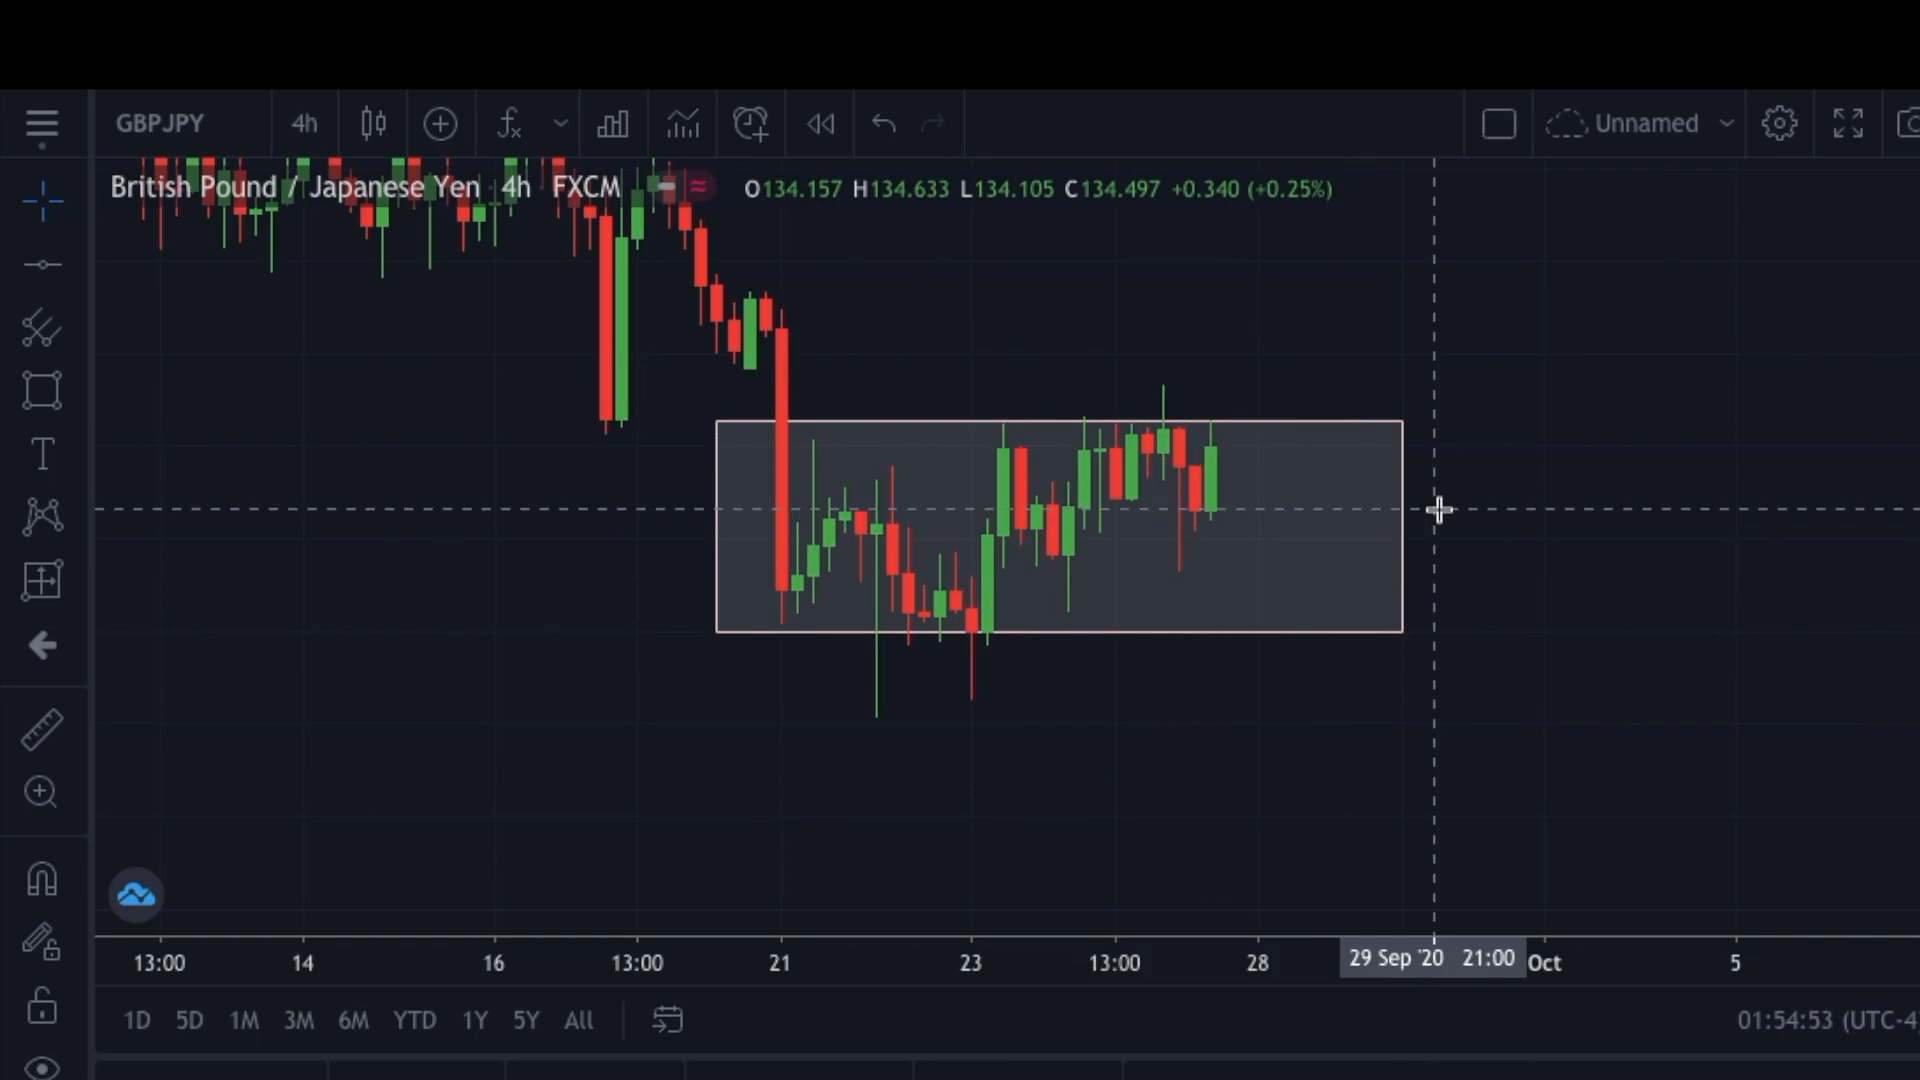 GBPJPY 4h Unnamed
British Pound / Japanese Yen 4h FXCM O134.157 H134.633 L134.105 C134.497 +0.340 (+0.25%)
13:00 14 16 13:00 21 23 13:00 28 29 Sep '20 21:00 Oct 5
1D 5D 1M 3M 6M YTD 1Y 5Y All 01:54:53 (UTC-4